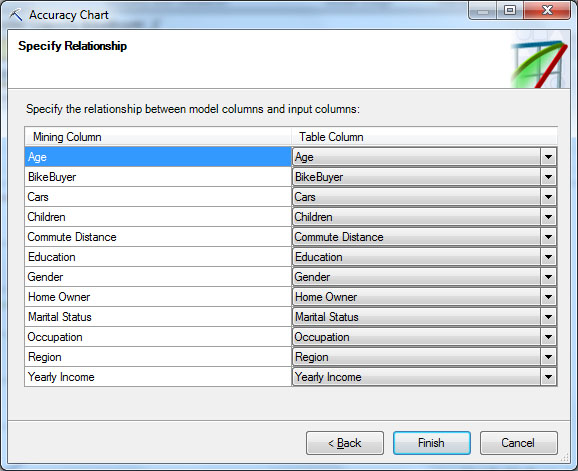 Accuracy Chart
Specify Relationship
Specify the relationship between model columns and input columns:
Mining Column Table Column
Age Age
BikeBuyer BikeBuyer
Cars Cars
Children Children
Commute Distance Commute Distance
Education Education
Gender Gender
Home Owner Home Owner
Marital Status Marital Status
Occupation Occupation
Region Region
Yearly Income Yearly Income
< Back Finish Cancel